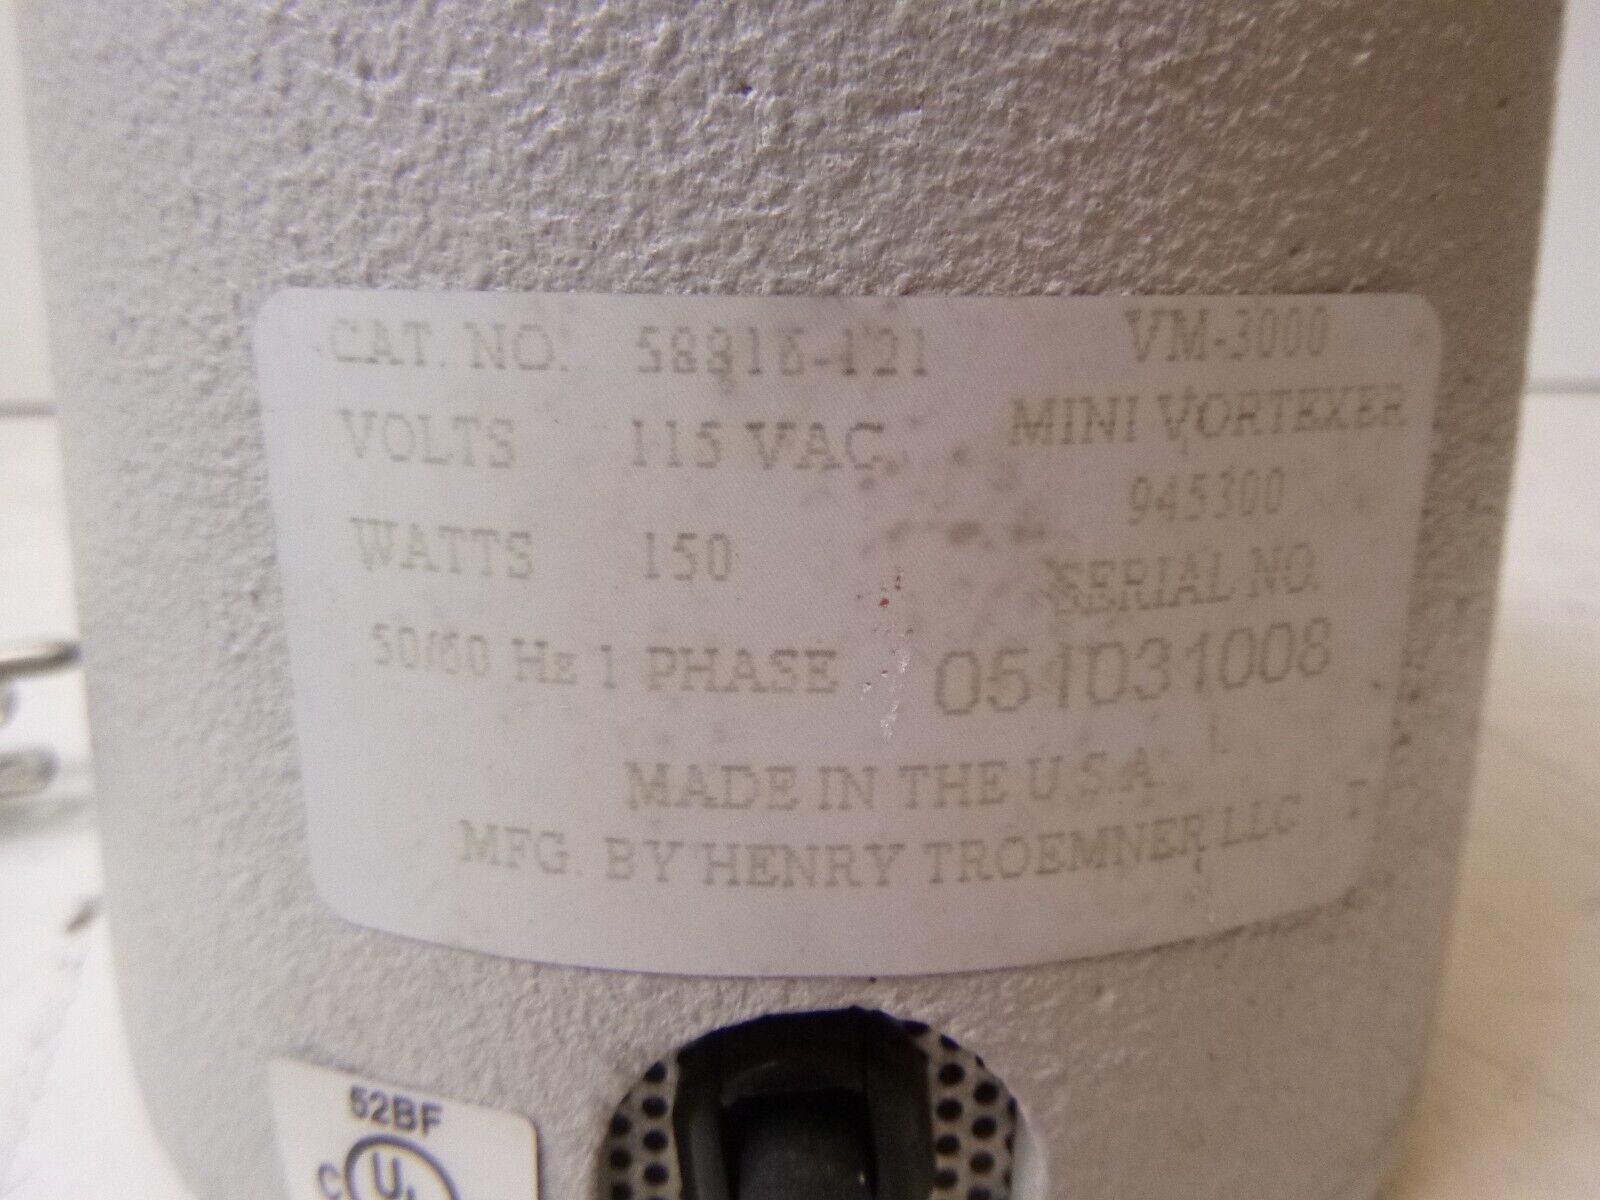 CAT. NO. 58816-121
VM-3000
VOLTS 115 VAC
MINI VORTEXER
945300
WATTS 150
SERIAL NO.
50/60 Hz 1 PHASE
051031008
MADE IN THE U.S.A.
MFG. BY HENRY TROEMNER LLC
52BF
C UL